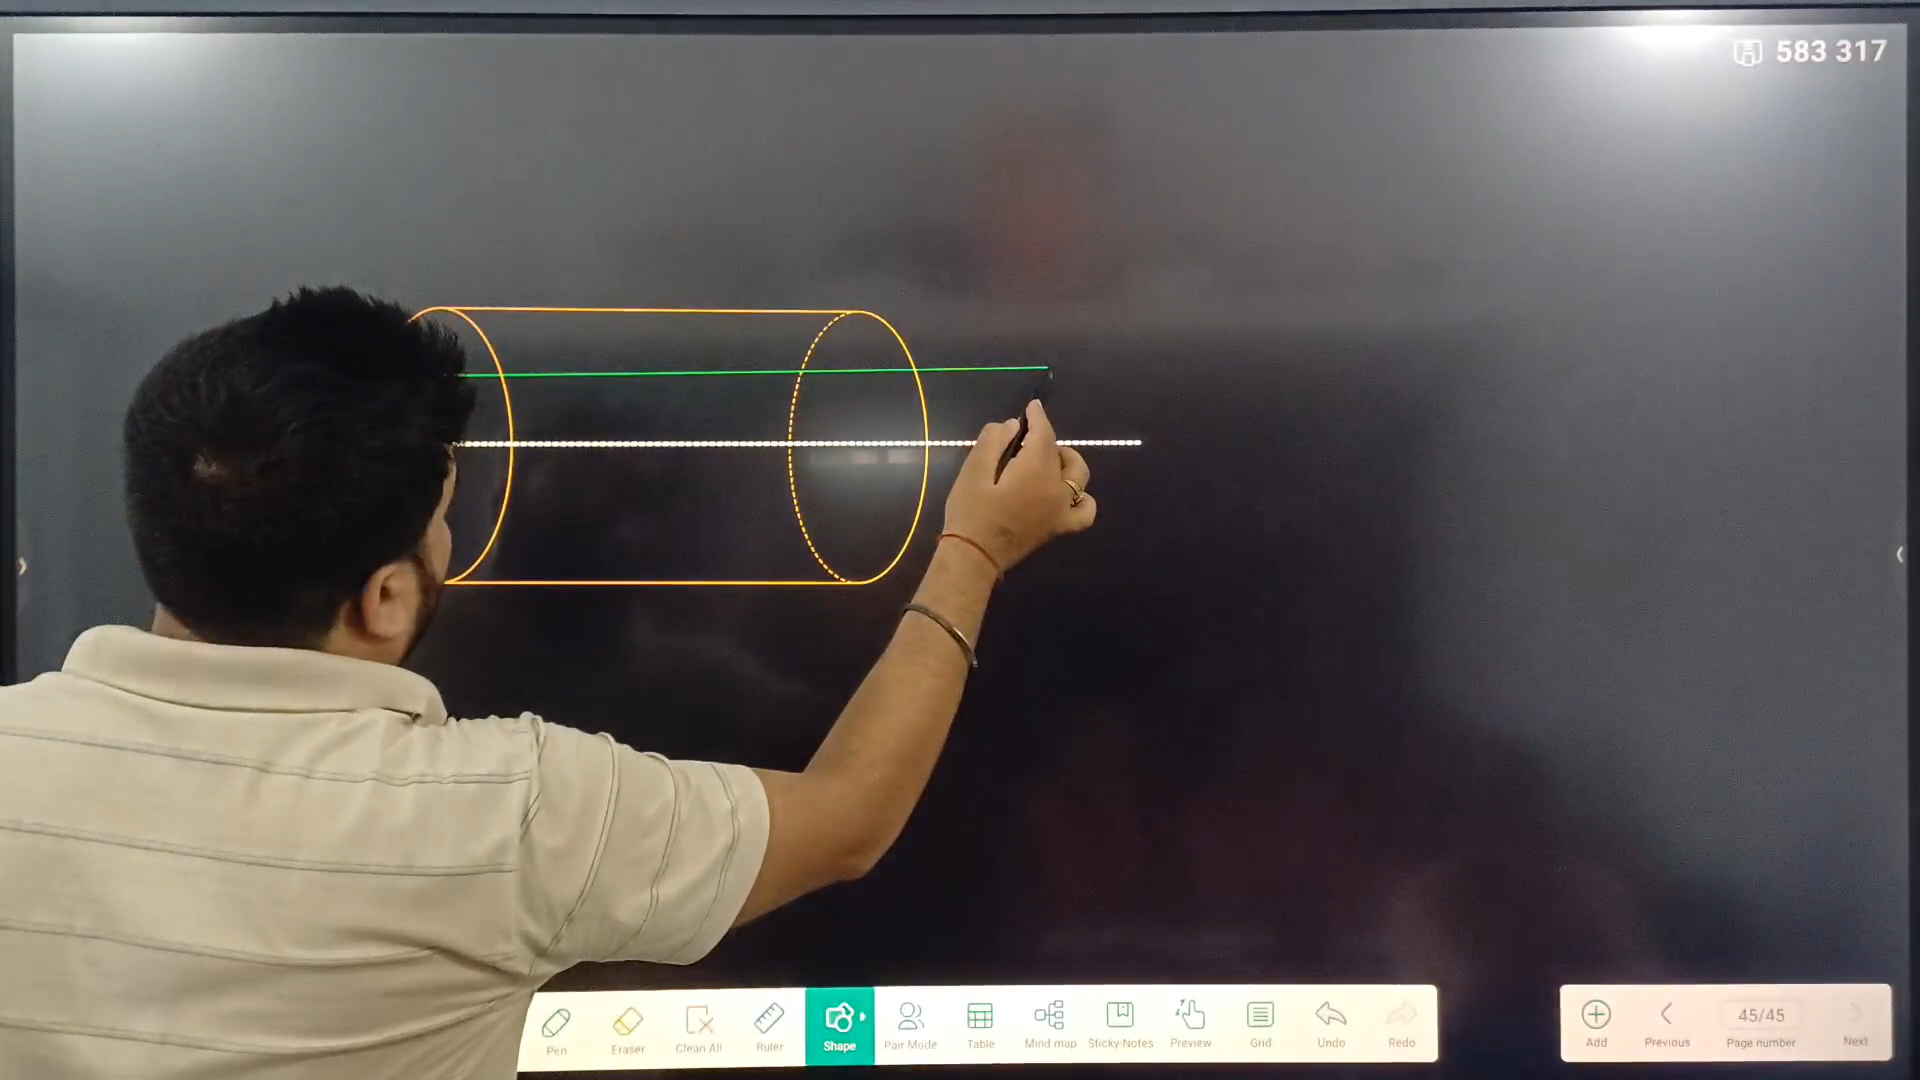 583 317
Pen
Eraser
Clean All
Ruler
Shape
Pair Mode
Table
Mind map
Sticky Notes
Preview
Grid
Undo
Redo
Add
Previous
45/45
Page number
Next